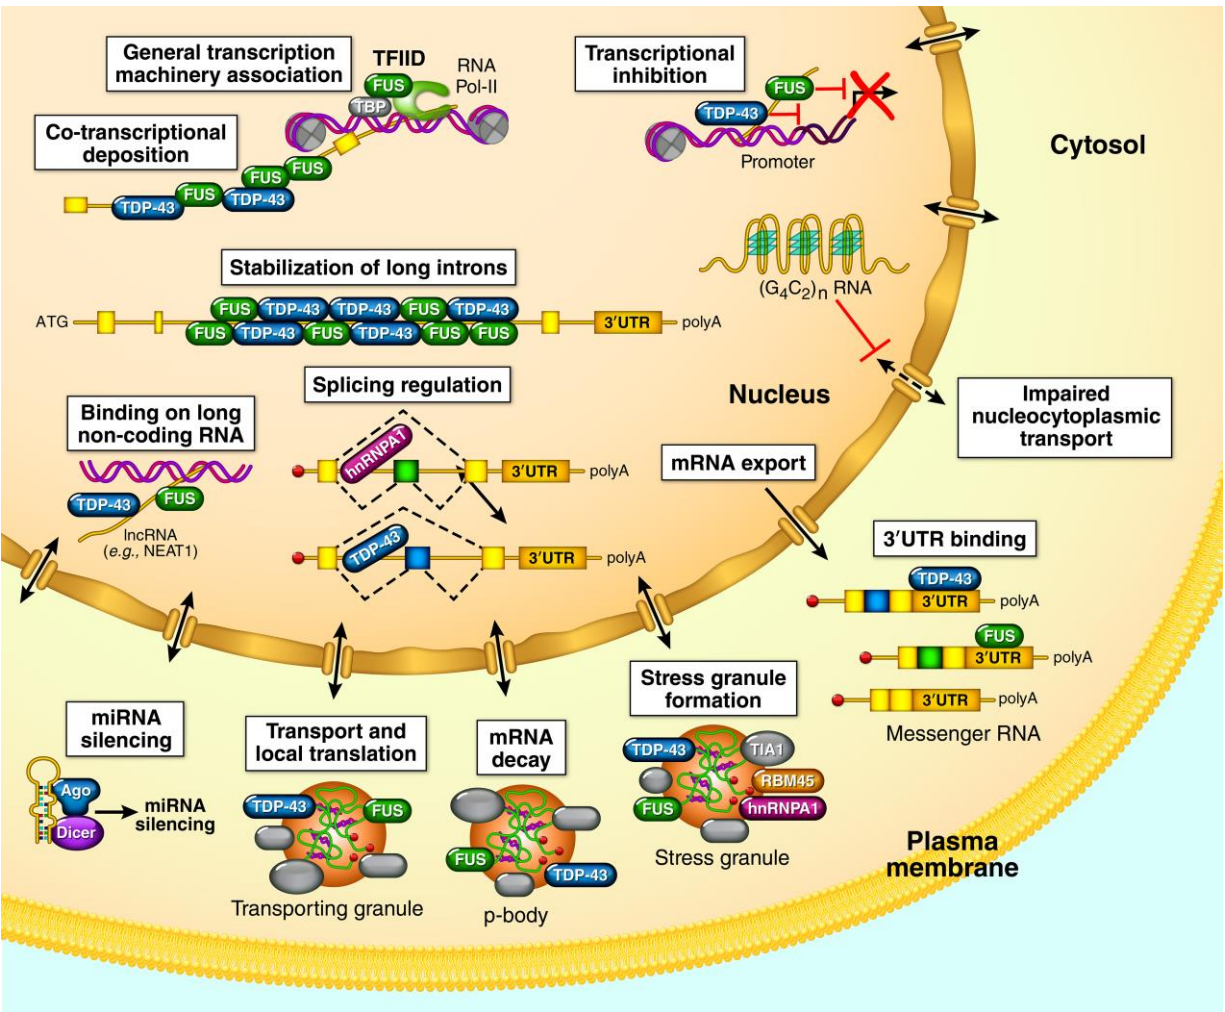 General transcription
machinery association
TFIID
RNA
Pol-II
FUS
TBP
Co-transcriptional
deposition
FUS
FUS
FUS
TDP-43
TDP-43
Transcriptional
inhibition
FUS
TDP-43
Promoter
Cytosol
Stabilization of long introns
FUS TDP-43 TDP-43 FUS TDP-43
ATG
FUS TDP-43 FUS TDP-43 FUS FUS
3′UTR
polyA
(G₄C₂)ₙ RNA
Nucleus
Impaired
nucleocytoplasmic
transport
Binding on long
non-coding RNA
TDP-43
FUS
lncRNA
(e.g., NEAT1)
Splicing regulation
hnRNPA1
3′UTR
polyA
TDP-43
3′UTR
polyA
mRNA export
3′UTR binding
TDP-43
3′UTR
polyA
FUS
3′UTR
polyA
3′UTR
polyA
Messenger RNA
miRNA
silencing
Ago
Dicer
miRNA
silencing
Transport and
local translation
TDP-43
FUS
Transporting granule
mRNA
decay
FUS
TDP-43
p-body
Stress granule
formation
TDP-43
TIA1
RBM45
FUS
hnRNPA1
Stress granule
Plasma
membrane